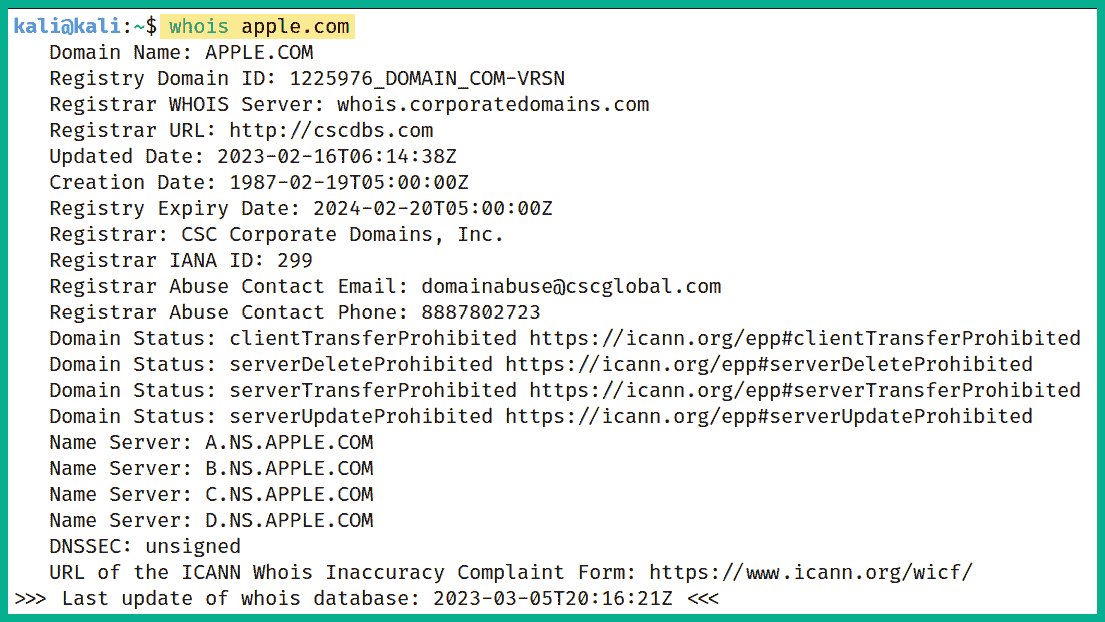 kali@kali:~$ whois apple.com
Domain Name: APPLE.COM
Registry Domain ID: 1225976_DOMAIN_COM-VRSN
Registrar WHOIS Server: whois.corporatedomains.com
Registrar URL: http://cscdbs.com
Updated Date: 2023-02-16T06:14:38Z
Creation Date: 1987-02-19T05:00:00Z
Registry Expiry Date: 2024-02-20T05:00:00Z
Registrar: CSC Corporate Domains, Inc.
Registrar IANA ID: 299
Registrar Abuse Contact Email: domainabuse@cscglobal.com
Registrar Abuse Contact Phone: 8887802723
Domain Status: clientTransferProhibited https://icann.org/epp#clientTransferProhibited
Domain Status: serverDeleteProhibited https://icann.org/epp#serverDeleteProhibited
Domain Status: serverTransferProhibited https://icann.org/epp#serverTransferProhibited
Domain Status: serverUpdateProhibited https://icann.org/epp#serverUpdateProhibited
Name Server: A.NS.APPLE.COM
Name Server: B.NS.APPLE.COM
Name Server: C.NS.APPLE.COM
Name Server: D.NS.APPLE.COM
DNSSEC: unsigned
URL of the ICANN Whois Inaccuracy Complaint Form: https://www.icann.org/wicf/
>>> Last update of whois database: 2023-03-05T20:16:21Z <<<